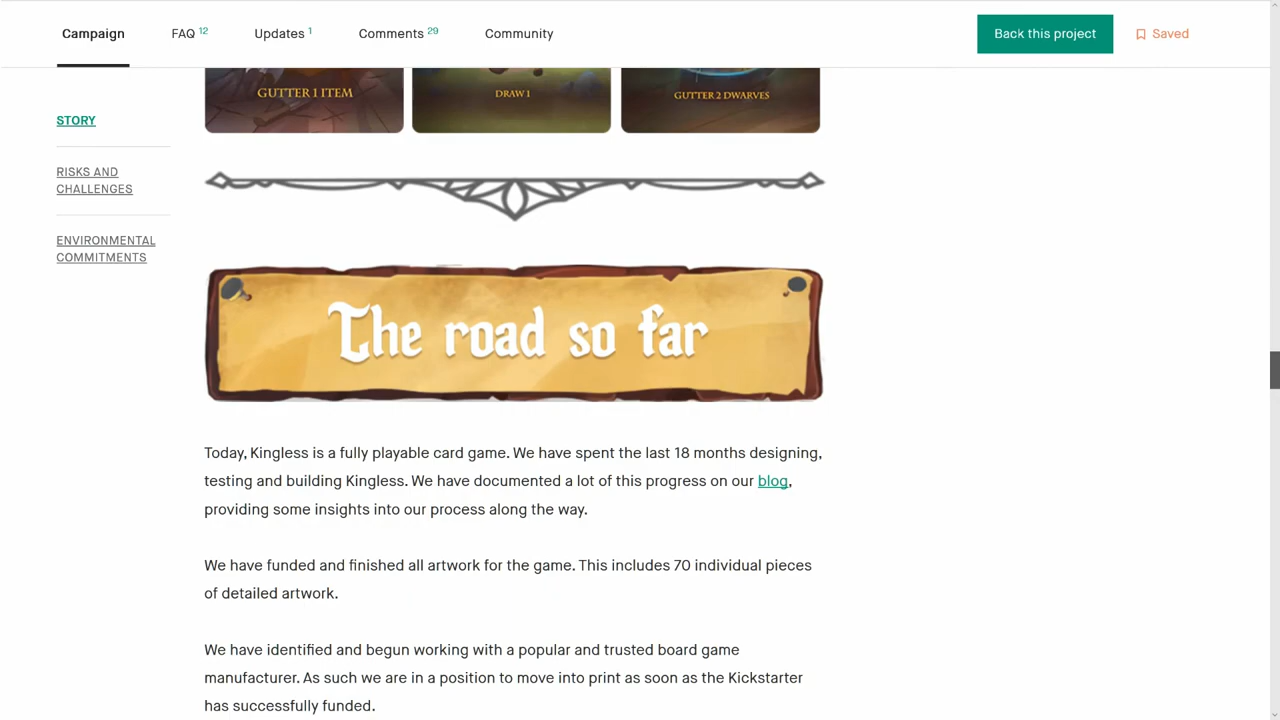 Campaign
FAQ 12
Updates 1
Comments 29
Community
Back this project
Saved
GUTTER 1 ITEM
DRAW 1
GUTTER 2 DWARVES
STORY
RISKS AND
CHALLENGES
ENVIRONMENTAL
COMMITMENTS
The road so far
Today, Kingless is a fully playable card game. We have spent the last 18 months designing,
testing and building Kingless. We have documented a lot of this progress on our blog,
providing some insights into our process along the way.
We have funded and finished all artwork for the game. This includes 70 individual pieces
of detailed artwork.
We have identified and begun working with a popular and trusted board game
manufacturer. As such we are in a position to move into print as soon as the Kickstarter
has successfully funded.